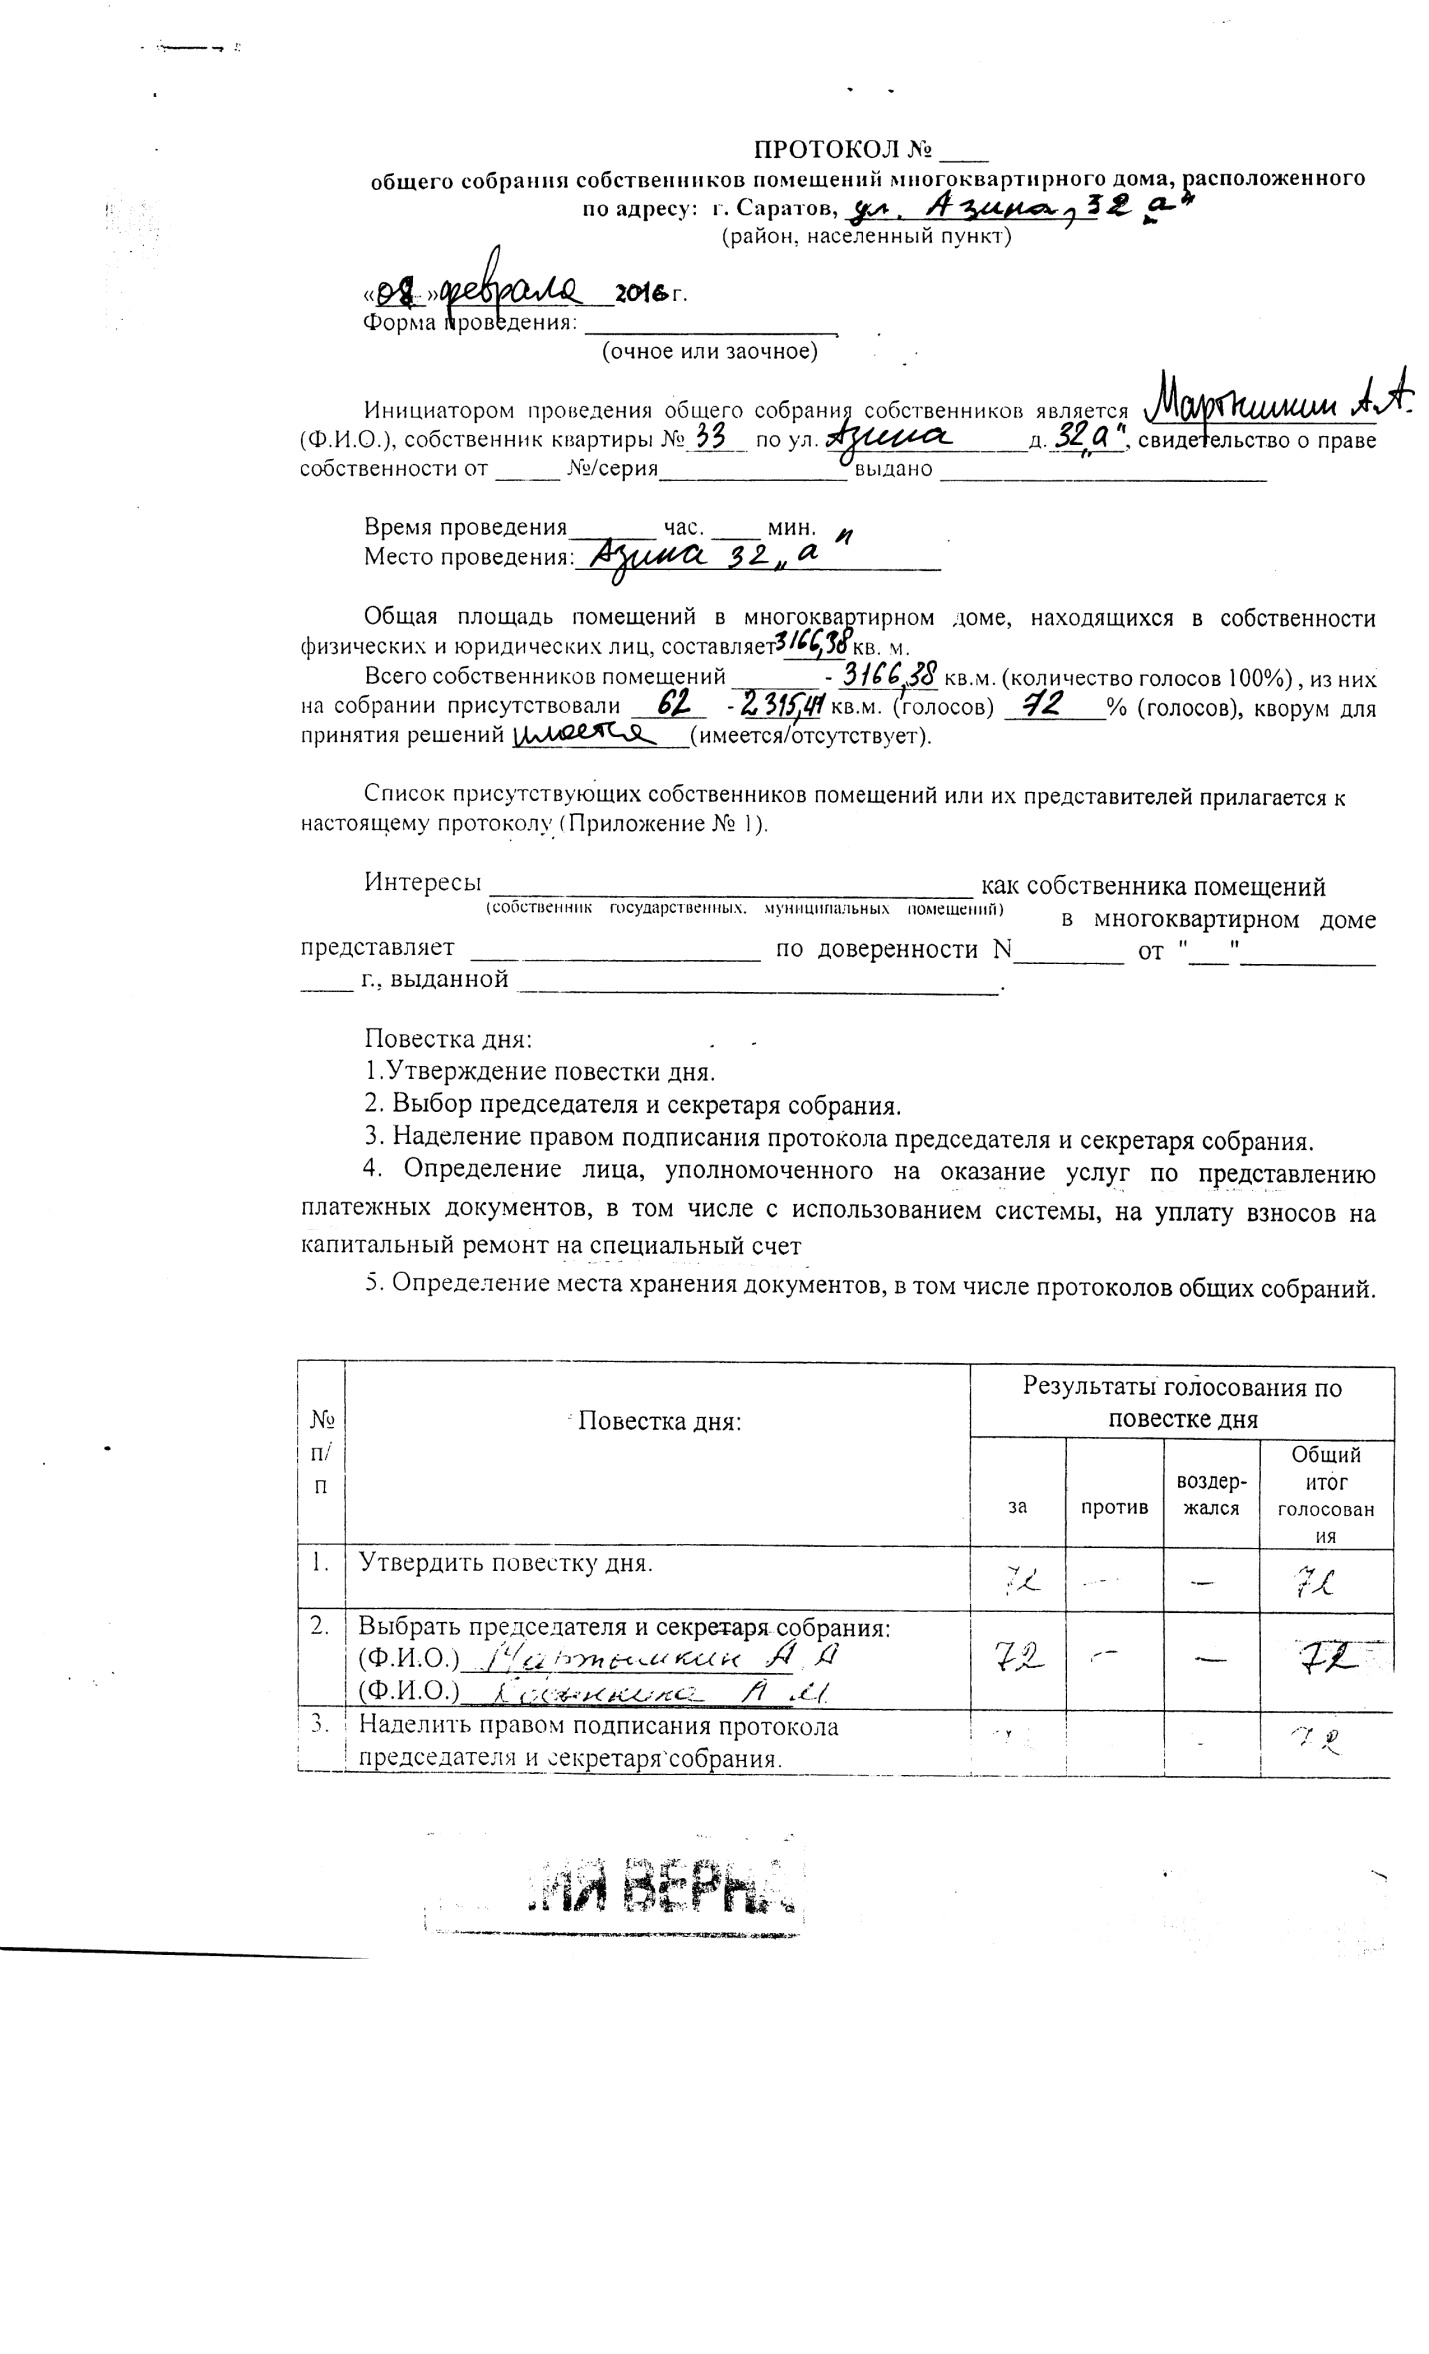 ПРОТОКОЛ № ____
общего собрания собственников помещений многоквартирного дома, расположенного
по адресу: г. Саратов, ул. Азина, 32 „а"
(район, населенный пункт)
«08» февраля 2016 г.
Форма проведения: ____________________
(очное или заочное)
Инициатором проведения общего собрания собственников является Мартышкин А.А.
(Ф.И.О.), собственник квартиры № 33 по ул. Азина д. 32 „а", свидетельство о праве
собственности от _____ №/серия_______________ выдано __________________________
Время проведения_______ час. ____ мин.
Место проведения: Азина 32 „а"
Общая площадь помещений в многоквартирном доме, находящихся в собственности
физических и юридических лиц, составляет 3166,38 кв. м.
Всего собственников помещений _______ - 3166,38 кв.м. (количество голосов 100%) , из них
на собрании присутствовали 62 - 2315,41 кв.м. (голосов) 72 % (голосов), кворум для
принятия решений имеется (имеется/отсутствует).
Список присутствующих собственников помещений или их представителей прилагается к
настоящему протоколу (Приложение № 1).
Интересы ___________________________________ как собственника помещений
(собственник государственных, муниципальных помещений) в многоквартирном доме
представляет _____________________ по доверенности N________ от "___"__________
____ г., выданной ___________________________________.
Повестка дня:
1.Утверждение повестки дня.
2. Выбор председателя и секретаря собрания.
3. Наделение правом подписания протокола председателя и секретаря собрания.
4. Определение лица, уполномоченного на оказание услуг по представлению
платежных документов, в том числе с использованием системы, на уплату взносов на
капитальный ремонт на специальный счет
5. Определение места хранения документов, в том числе протоколов общих собраний.
№ п/п Повестка дня: Результаты голосования по повестке дня
за против воздер-жался Общий итог голосования
1. Утвердить повестку дня. 72 — — 72
2. Выбрать председателя и секретаря собрания:
(Ф.И.О.) Мартышкин А А 72 — — 72
(Ф.И.О.) А.М.
3. Наделить правом подписания протокола 72
председателя и секретаря собрания.
ВЕРНА